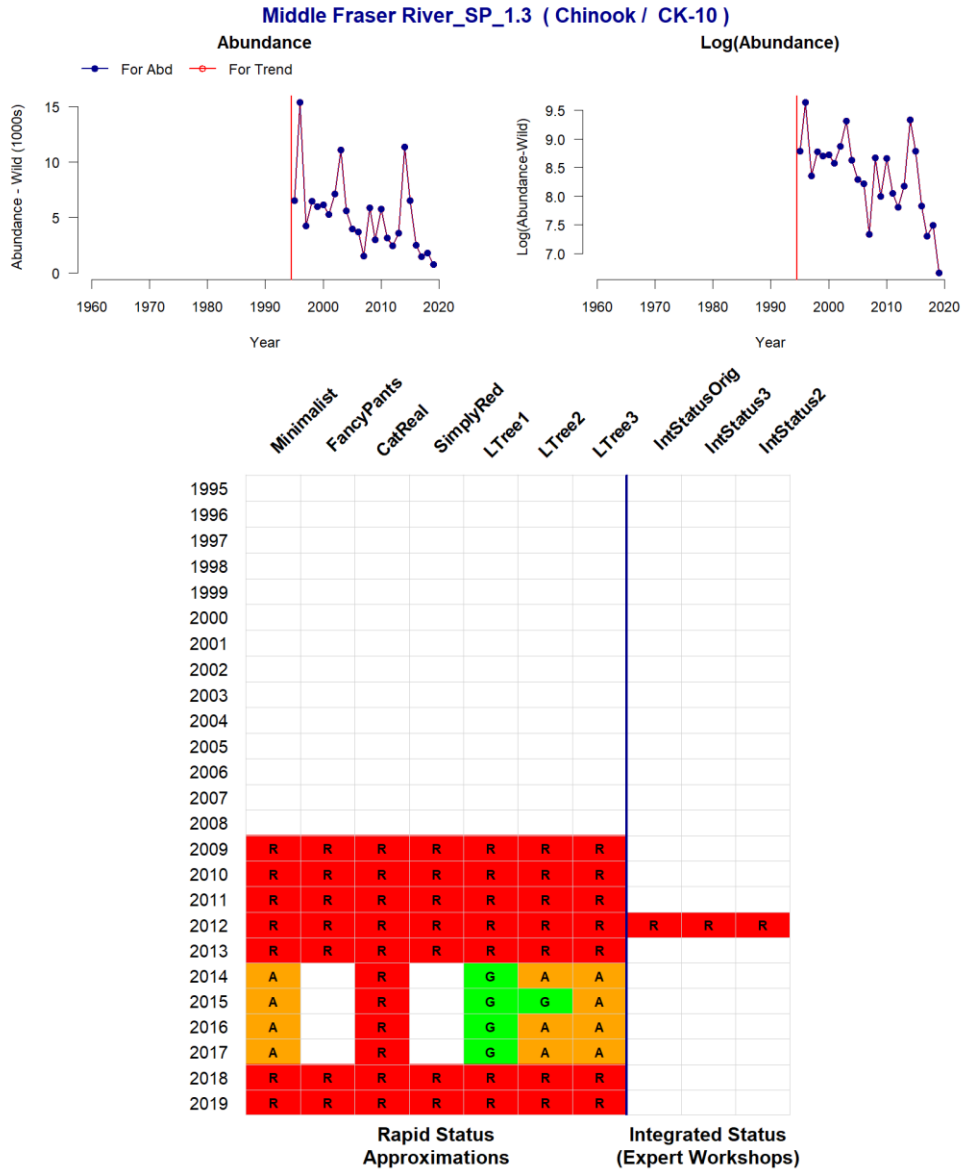 Middle Fraser River_SP_1.3 ( Chinook / CK-10 )
Abundance
For Abd For Trend
Abundance - Wild (1000s)
15
10
5
0
1960 1970 1980 1990 2000 2010 2020
Year
Log(Abundance)
Log(Abundance-Wild)
9.5
9.0
8.5
8.0
7.5
7.0
1960 1970 1980 1990 2000 2010 2020
Year
Minimalist FancyPants CatReal SimplyRed LTree1 LTree2 LTree3 IntStatusOrig IntStatus3 IntStatus2
1995
1996
1997
1998
1999
2000
2001
2002
2003
2004
2005
2006
2007
2008
2009 R R R R R R R
2010 R R R R R R R
2011 R R R R R R R
2012 R R R R R R R R R R
2013 R R R R R R R
2014 A R G A A
2015 A R G G A
2016 A R G A A
2017 A R G A A
2018 R R R R R R R
2019 R R R R R R R
Rapid Status
Approximations
Integrated Status
(Expert Workshops)